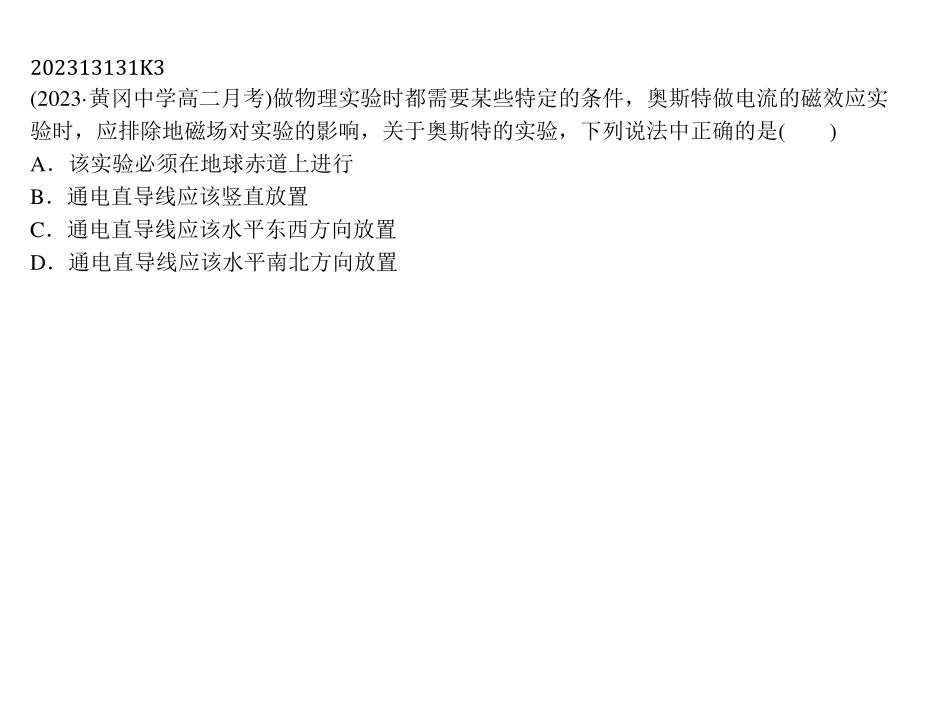 202313131K3
(2023·黄冈中学高二月考)做物理实验时都需要某些特定的条件，奥斯特做电流的磁效应实
验时，应排除地磁场对实验的影响，关于奥斯特的实验，下列说法中正确的是(　　)
A．该实验必须在地球赤道上进行
B．通电直导线应该竖直放置
C．通电直导线应该水平东西方向放置
D．通电直导线应该水平南北方向放置